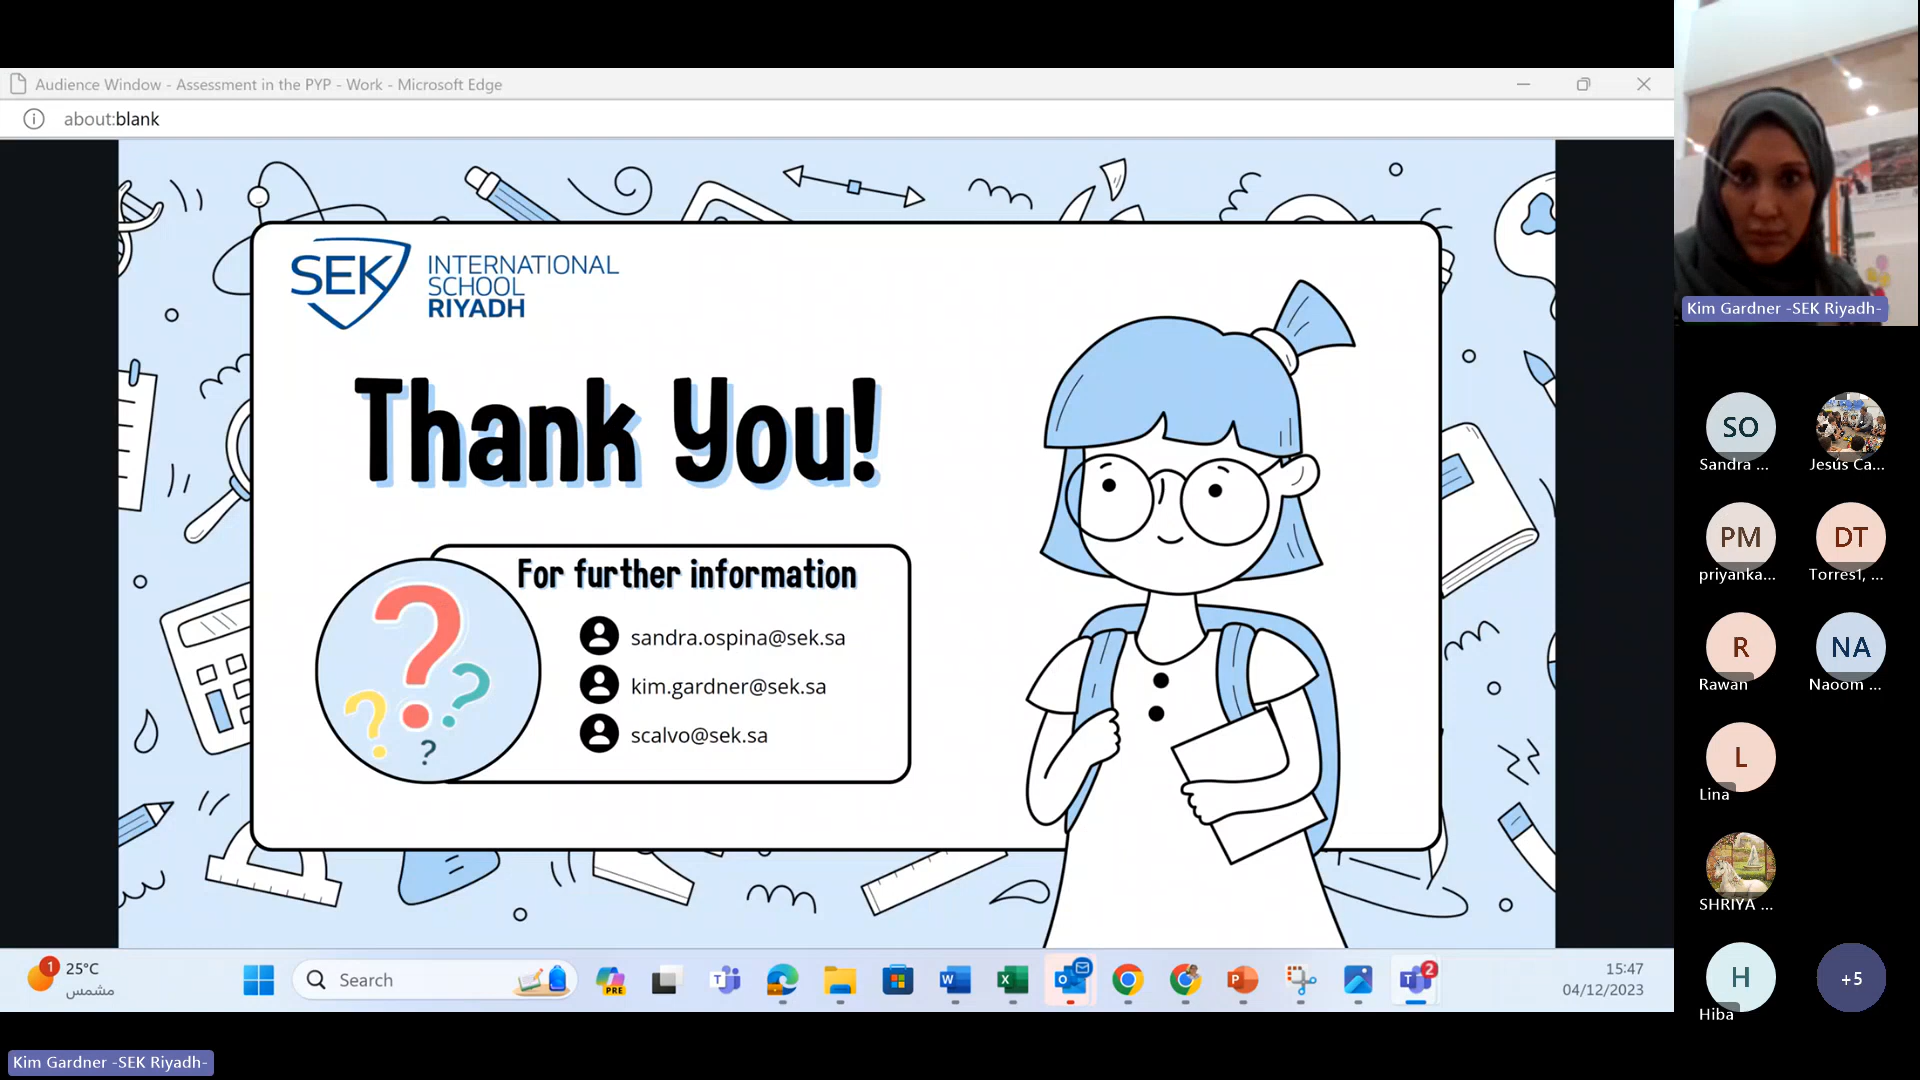 Audience Window - Assessment in the PYP - Work - Microsoft Edge
about:blank
SEK
INTERNATIONAL
SCHOOL
RIYADH
Thank You!
For further information
sandra.ospina@sek.sa
kim.gardner@sek.sa
scalvo@sek.sa
Kim Gardner -SEK Riyadh-
SO
Sandra ...
Jesús Ca...
PM
priyanka...
DT
Torres1, ...
R
Rawan
NA
Naoom ...
L
Lina
SHRIYA ...
H
Hiba
+5
1
25°C
مشمس
Search
PRE
2
15:47
04/12/2023
Kim Gardner -SEK Riyadh-